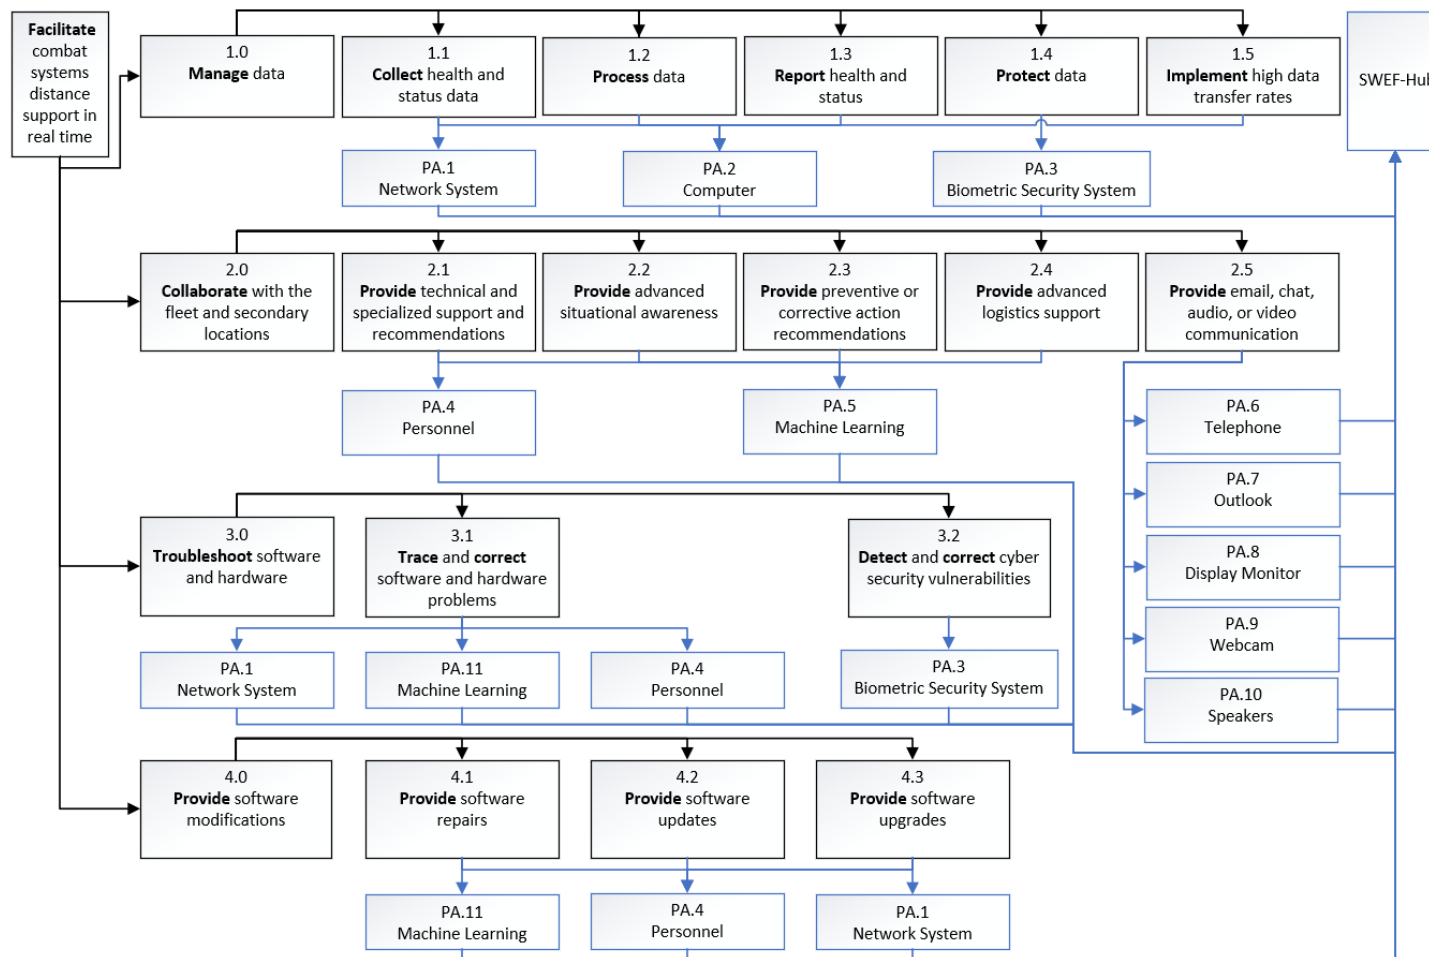 Facilitate
combat
systems
distance
support in
real time
1.0
Manage data
1.1
Collect health and
status data
1.2
Process data
1.3
Report health and
status
1.4
Protect data
1.5
Implement high data
transfer rates
SWEF-Hub
PA.1
Network System
PA.2
Computer
PA.3
Biometric Security System
2.0
Collaborate with the
fleet and secondary
locations
2.1
Provide technical and
specialized support and
recommendations
2.2
Provide advanced
situational awareness
2.3
Provide preventive or
corrective action
recommendations
2.4
Provide advanced
logistics support
2.5
Provide email, chat,
audio, or video
communication
PA.4
Personnel
PA.5
Machine Learning
PA.6
Telephone
PA.7
Outlook
PA.8
Display Monitor
PA.9
Webcam
PA.10
Speakers
3.0
Troubleshoot software
and hardware
3.1
Trace and correct
software and hardware
problems
3.2
Detect and correct cyber
security vulnerabilities
PA.1
Network System
PA.11
Machine Learning
PA.4
Personnel
PA.3
Biometric Security System
4.0
Provide software
modifications
4.1
Provide software
repairs
4.2
Provide software
updates
4.3
Provide software
upgrades
PA.11
Machine Learning
PA.4
Personnel
PA.1
Network System